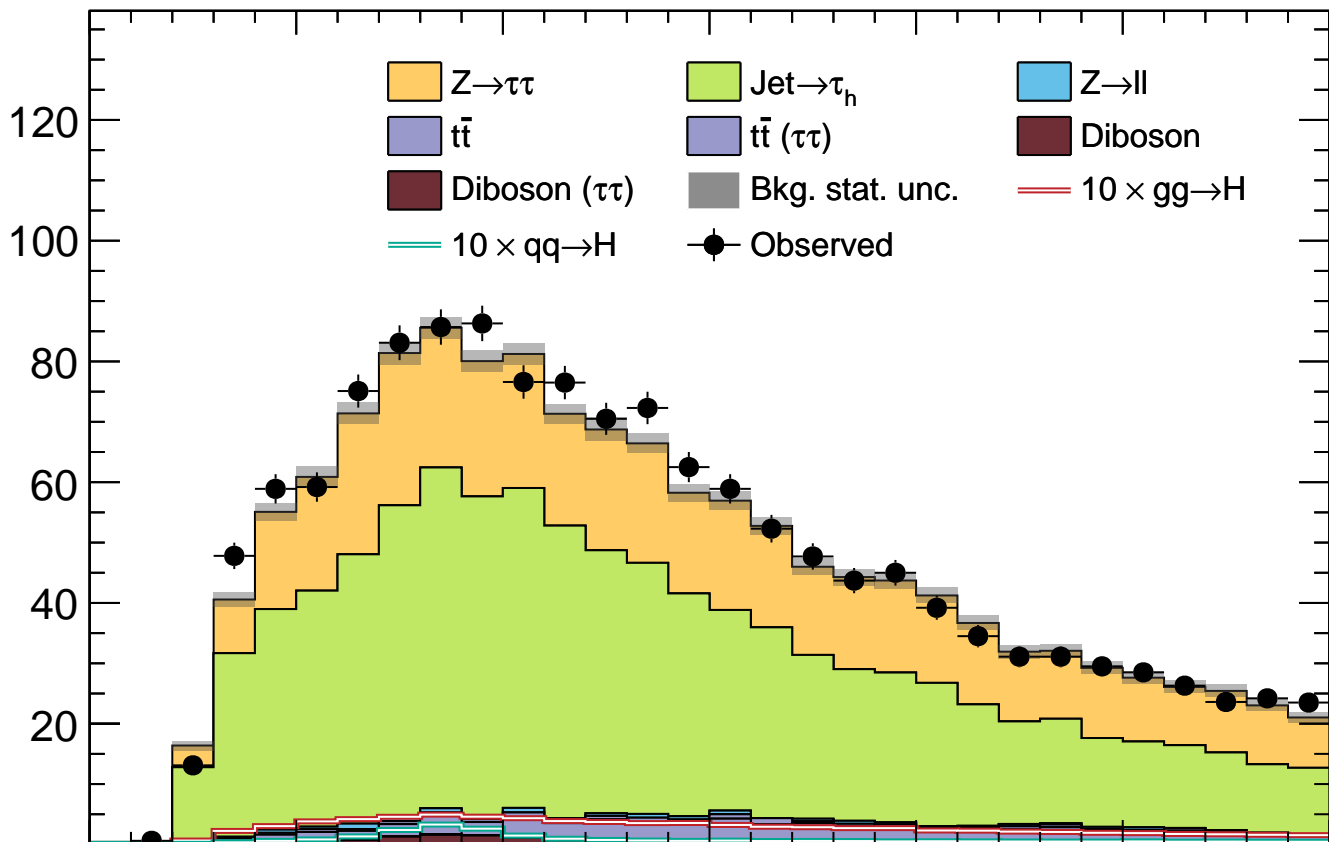 Z→ττ Jet→τh Z→ll
120
tt̄ tt̄ (ττ) Diboson
Diboson (ττ) Bkg. stat. unc. 10 × gg→H
100
10 × qq→H Observed
80
60
40
20